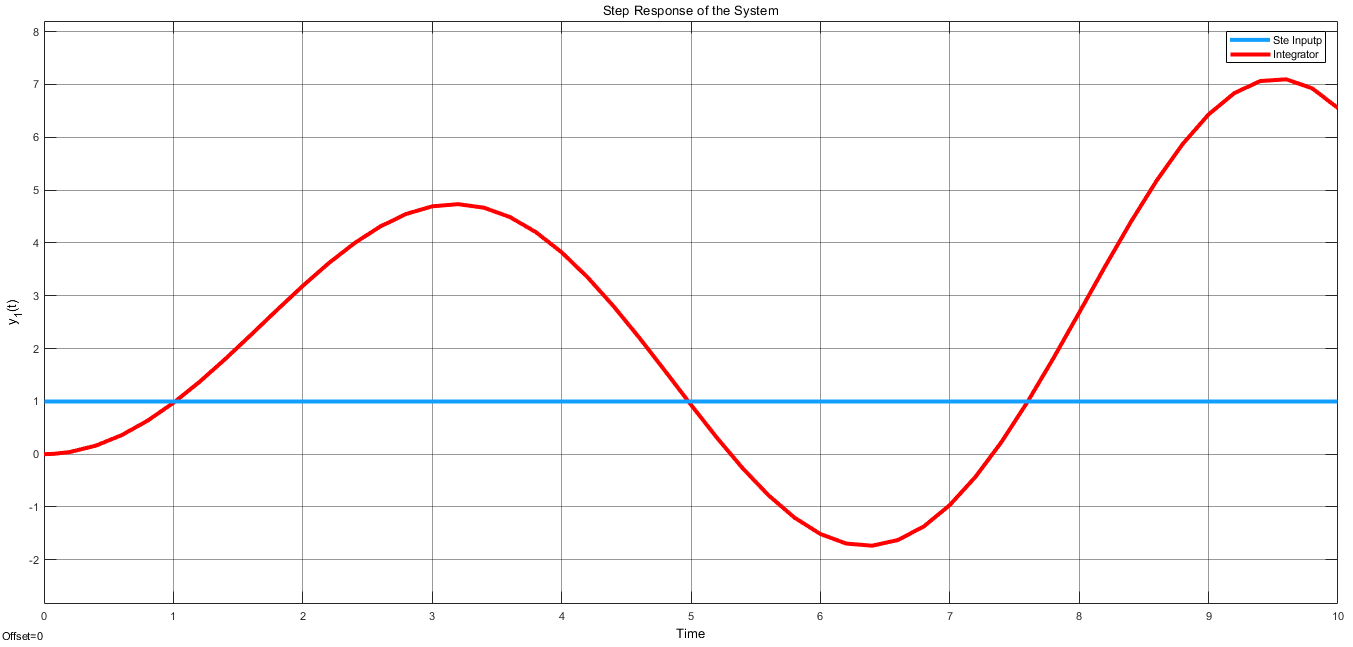 Step Response of the System
Ste Inputp
Integrator
8
7
6
5
4
3
2
1
0
-1
-2
y1(t)
0 1 2 3 4 5 6 7 8 9 10
Time
Offset=0